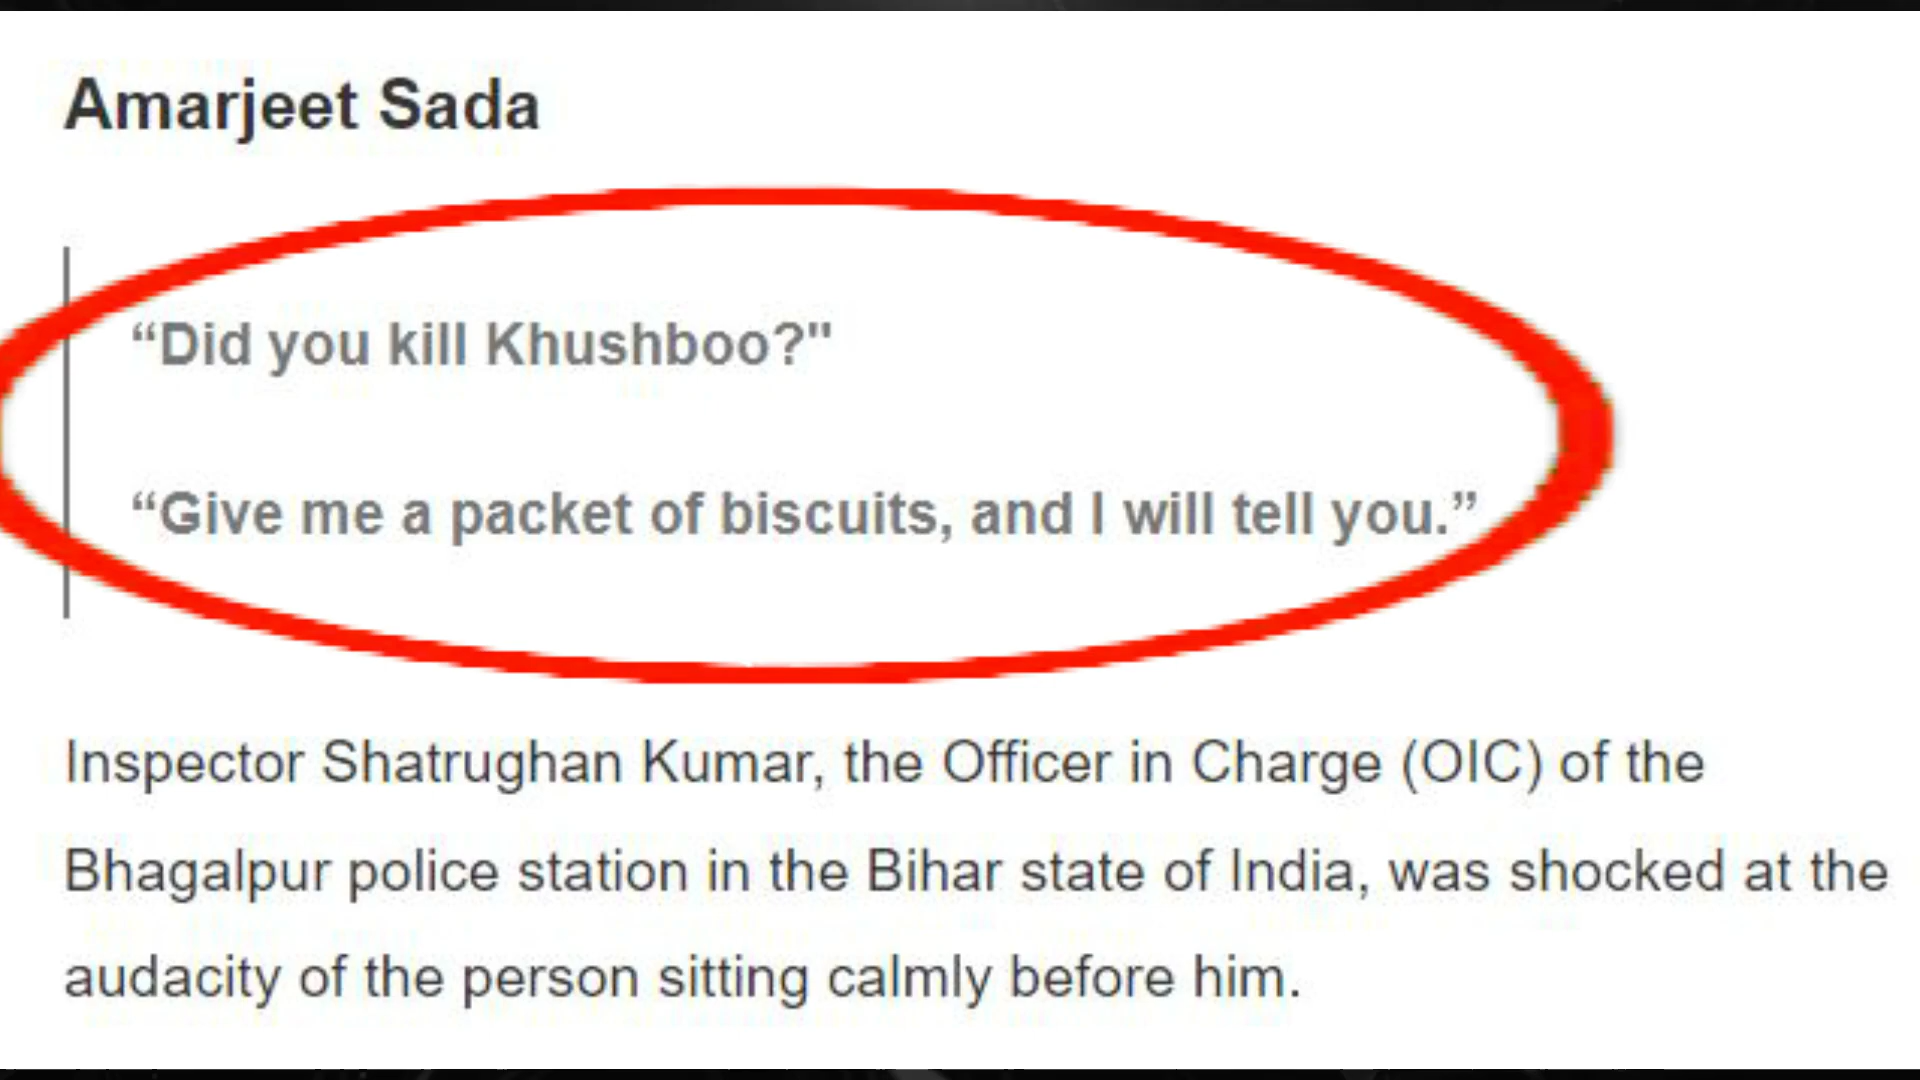 Amarjeet Sada
“Did you kill Khushboo?"
“Give me a packet of biscuits, and I will tell you.”
Inspector Shatrughan Kumar, the Officer in Charge (OIC) of the
Bhagalpur police station in the Bihar state of India, was shocked at the
audacity of the person sitting calmly before him.